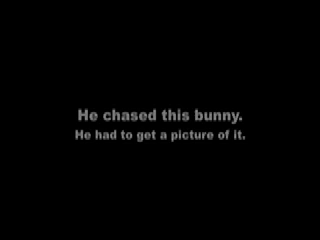 He chased this bunny.
He had to get a picture of it.